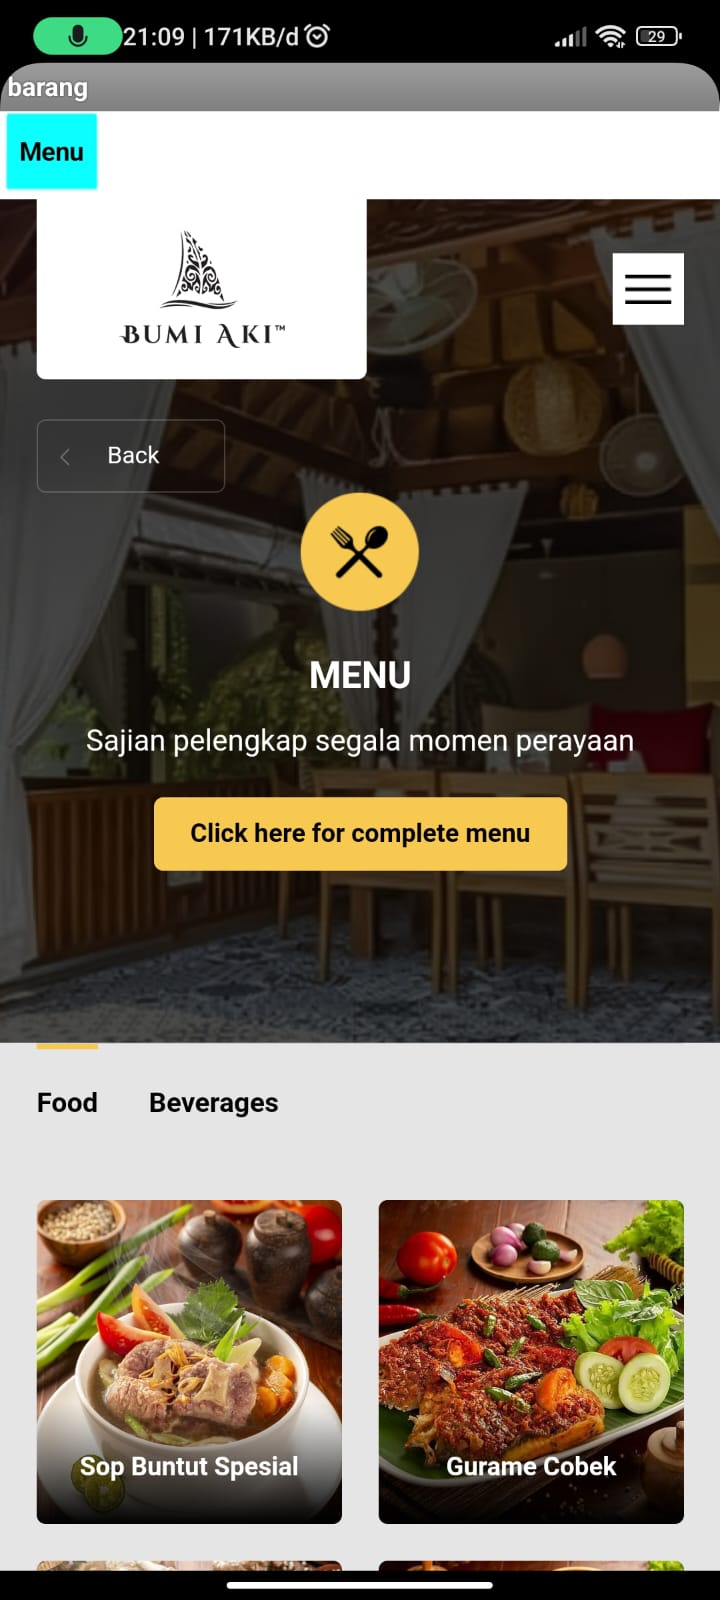 21:09 | 171KB/d
29
barang
Menu
BUMI AKI™
Back
MENU
Sajian pelengkap segala momen perayaan
Click here for complete menu
Food
Beverages
Sop Buntut Spesial
Gurame Cobek